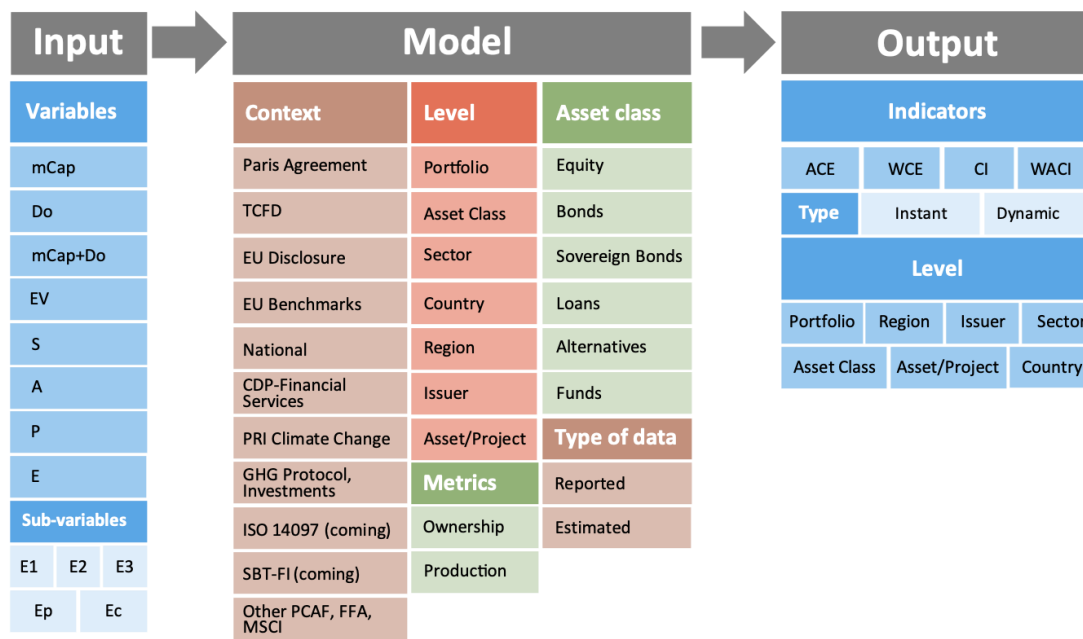 Input
Model
Output
Variables
mCap
Do
mCap+Do
EV
S
A
P
E
Sub-variables
E1 E2 E3
Ep Ec
Context
Paris Agreement
TCFD
EU Disclosure
EU Benchmarks
National
CDP-Financial
Services
PRI Climate Change
GHG Protocol,
Investments
ISO 14097 (coming)
SBT-FI (coming)
Other PCAF, FFA,
MSCI
Level
Portfolio
Asset Class
Sector
Country
Region
Issuer
Asset/Project
Metrics
Ownership
Production
Asset class
Equity
Bonds
Sovereign Bonds
Loans
Alternatives
Funds
Type of data
Reported
Estimated
Indicators
ACE WCE CI WACI
Type Instant Dynamic
Level
Portfolio Region Issuer Sector
Asset Class Asset/Project Country